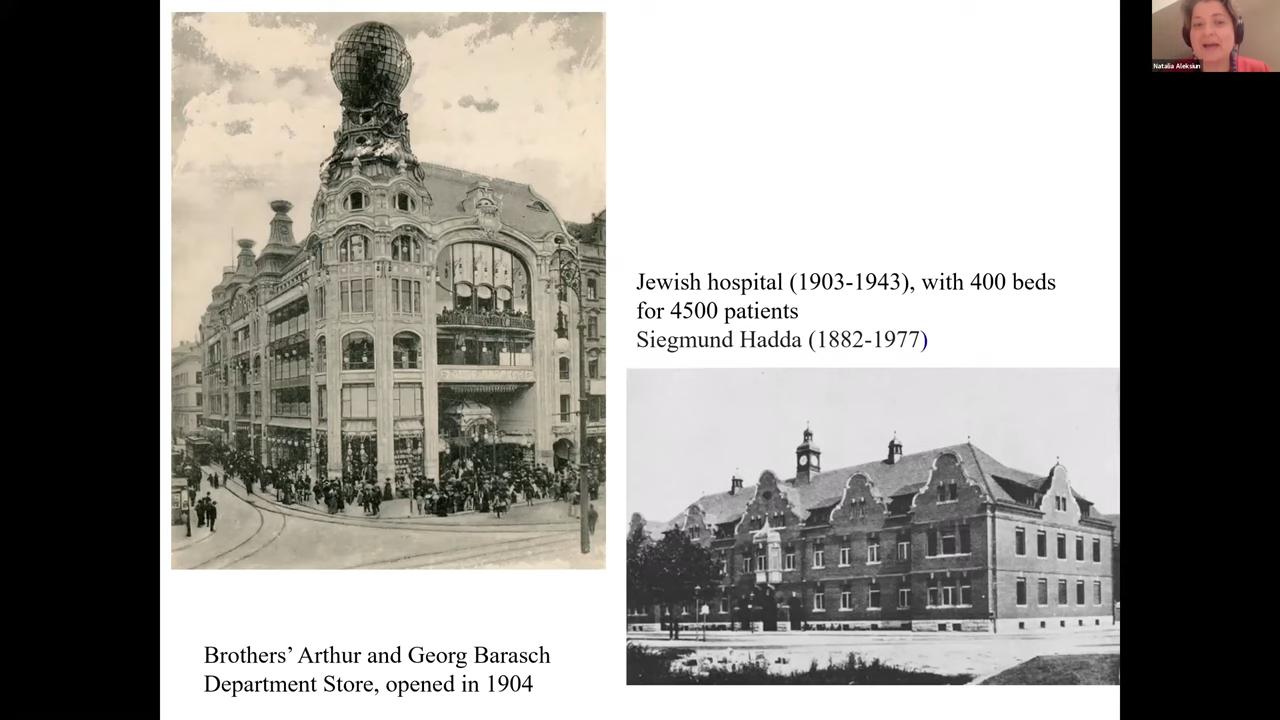 Natalia Aleksiun
Jewish hospital (1903-1943), with 400 beds
for 4500 patients
Siegmund Hadda (1882-1977)
Brothers’ Arthur and Georg Barasch
Department Store, opened in 1904